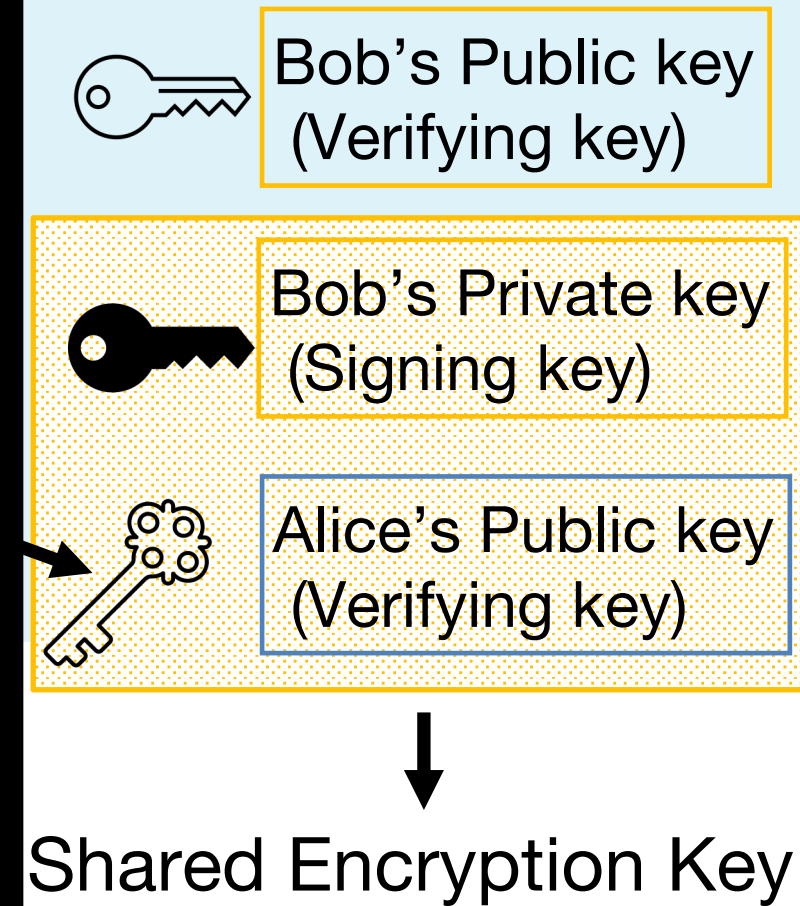 Bob’s Public key
(Verifying key)
Bob’s Private key
(Signing key)
Alice’s Public key
(Verifying key)
Shared Encryption Key